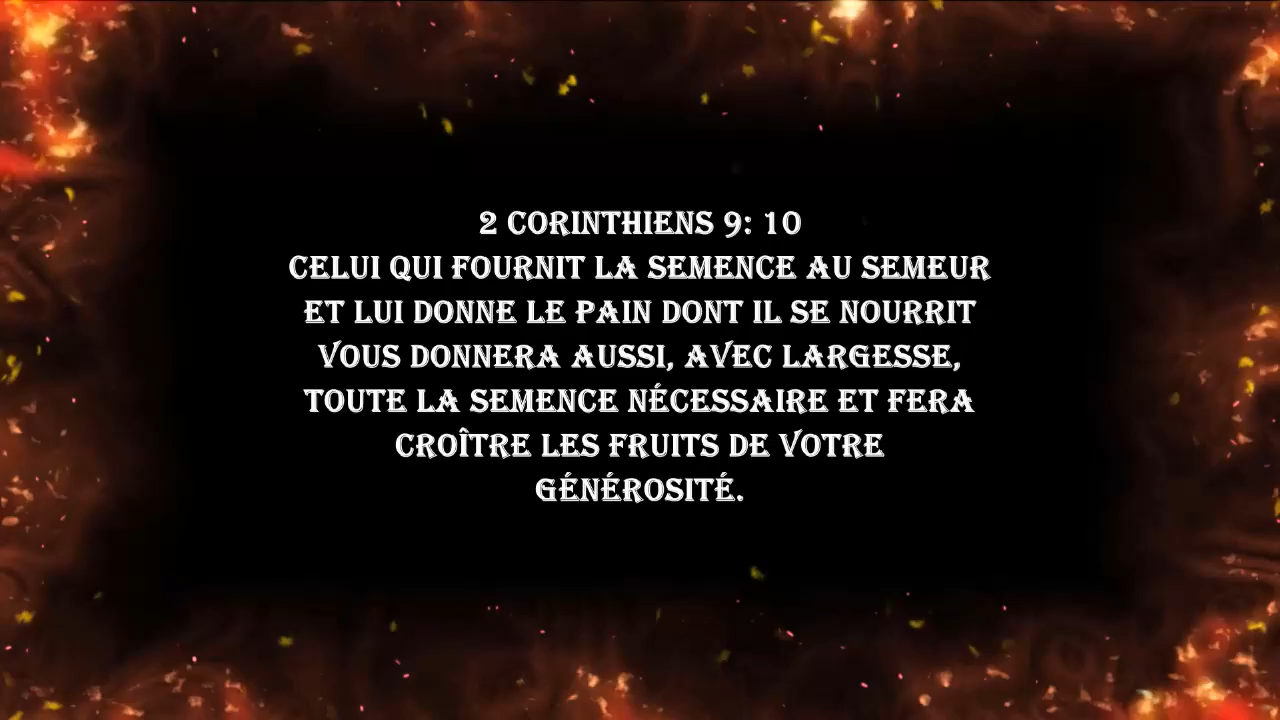 2 CORINTHIENS 9: 10
CELUI QUI FOURNIT LA SEMENCE AU SEMEUR
ET LUI DONNE LE PAIN DONT IL SE NOURRIT
VOUS DONNERA AUSSI, AVEC LARGESSE,
TOUTE LA SEMENCE NÉCESSAIRE ET FERA
CROÎTRE LES FRUITS DE VOTRE
GÉNÉROSITÉ.